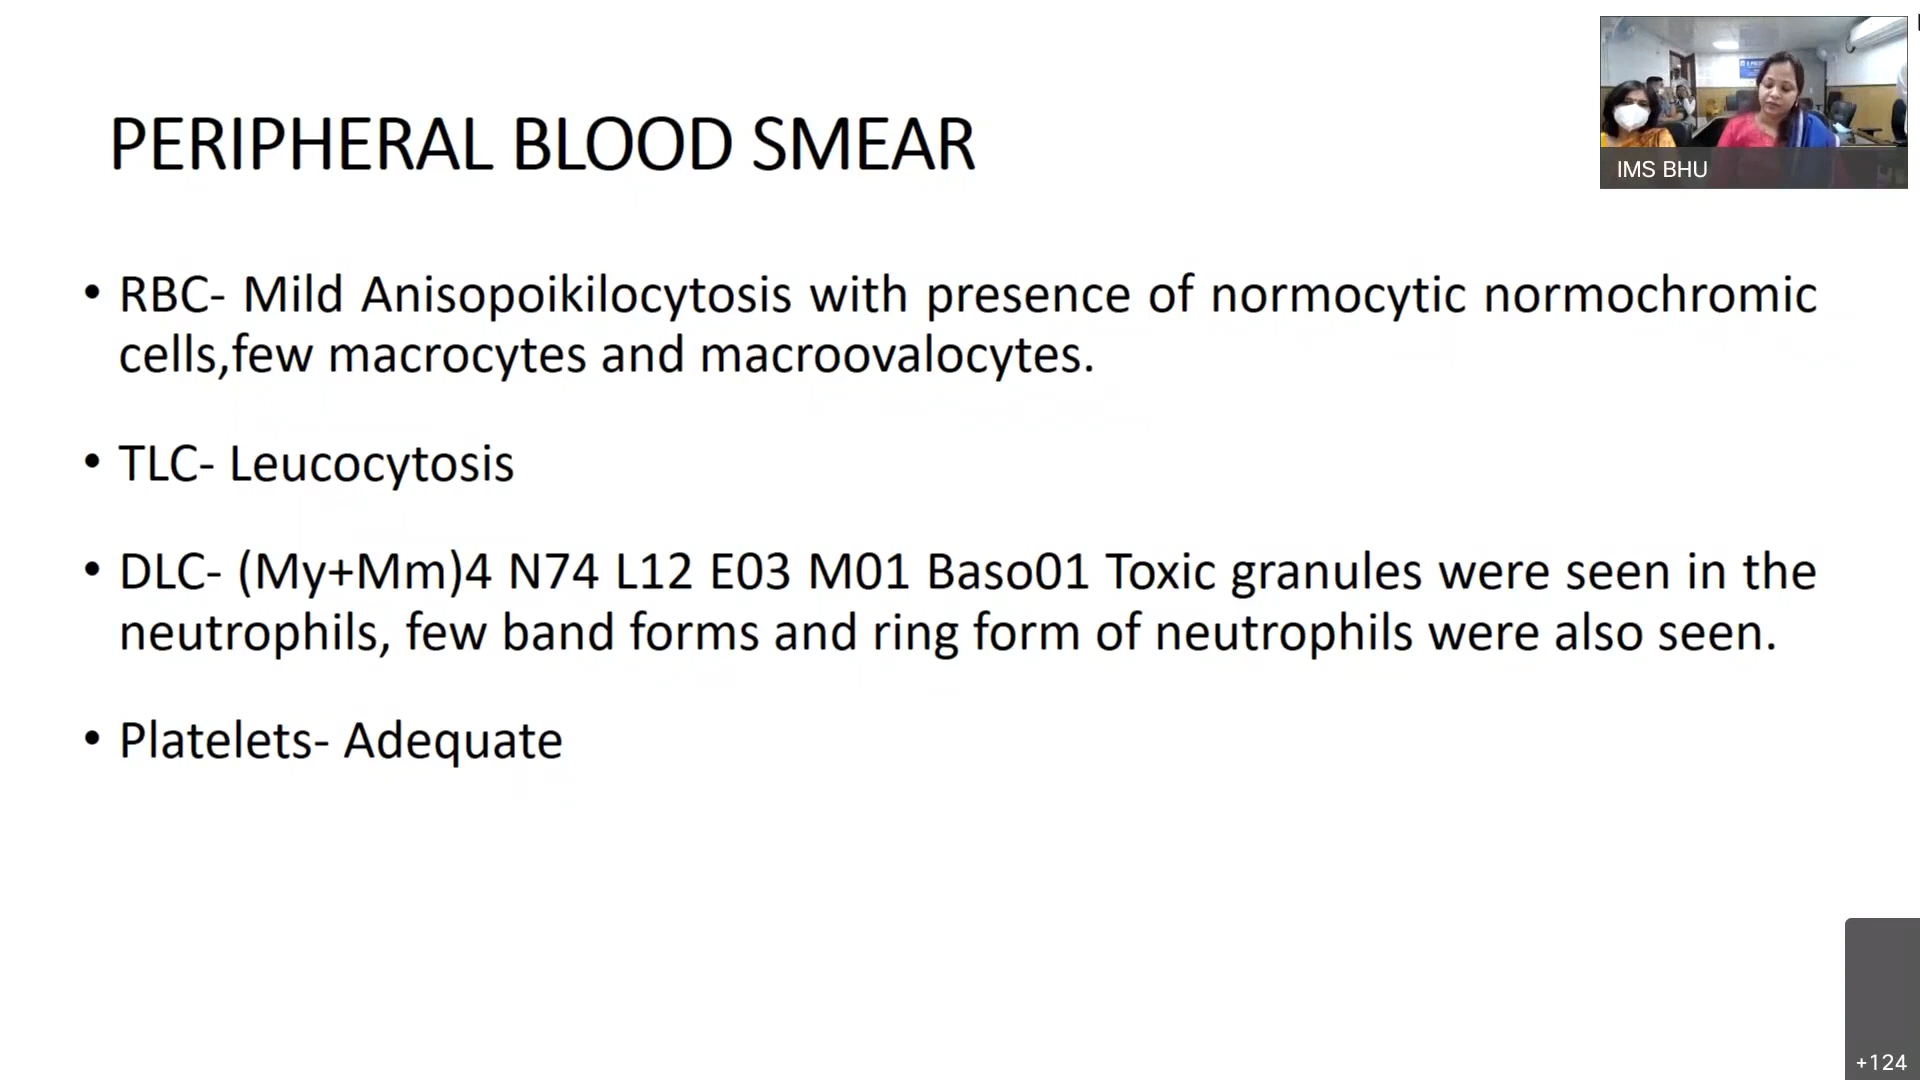 PERIPHERAL BLOOD SMEAR
• RBC- Mild Anisopoikilocytosis with presence of normocytic normochromic
cells,few macrocytes and macroovalocytes.
• TLC- Leucocytosis
• DLC- (My+Mm)4 N74 L12 E03 M01 Baso01 Toxic granules were seen in the
neutrophils, few band forms and ring form of neutrophils were also seen.
• Platelets- Adequate
IMS BHU
+124